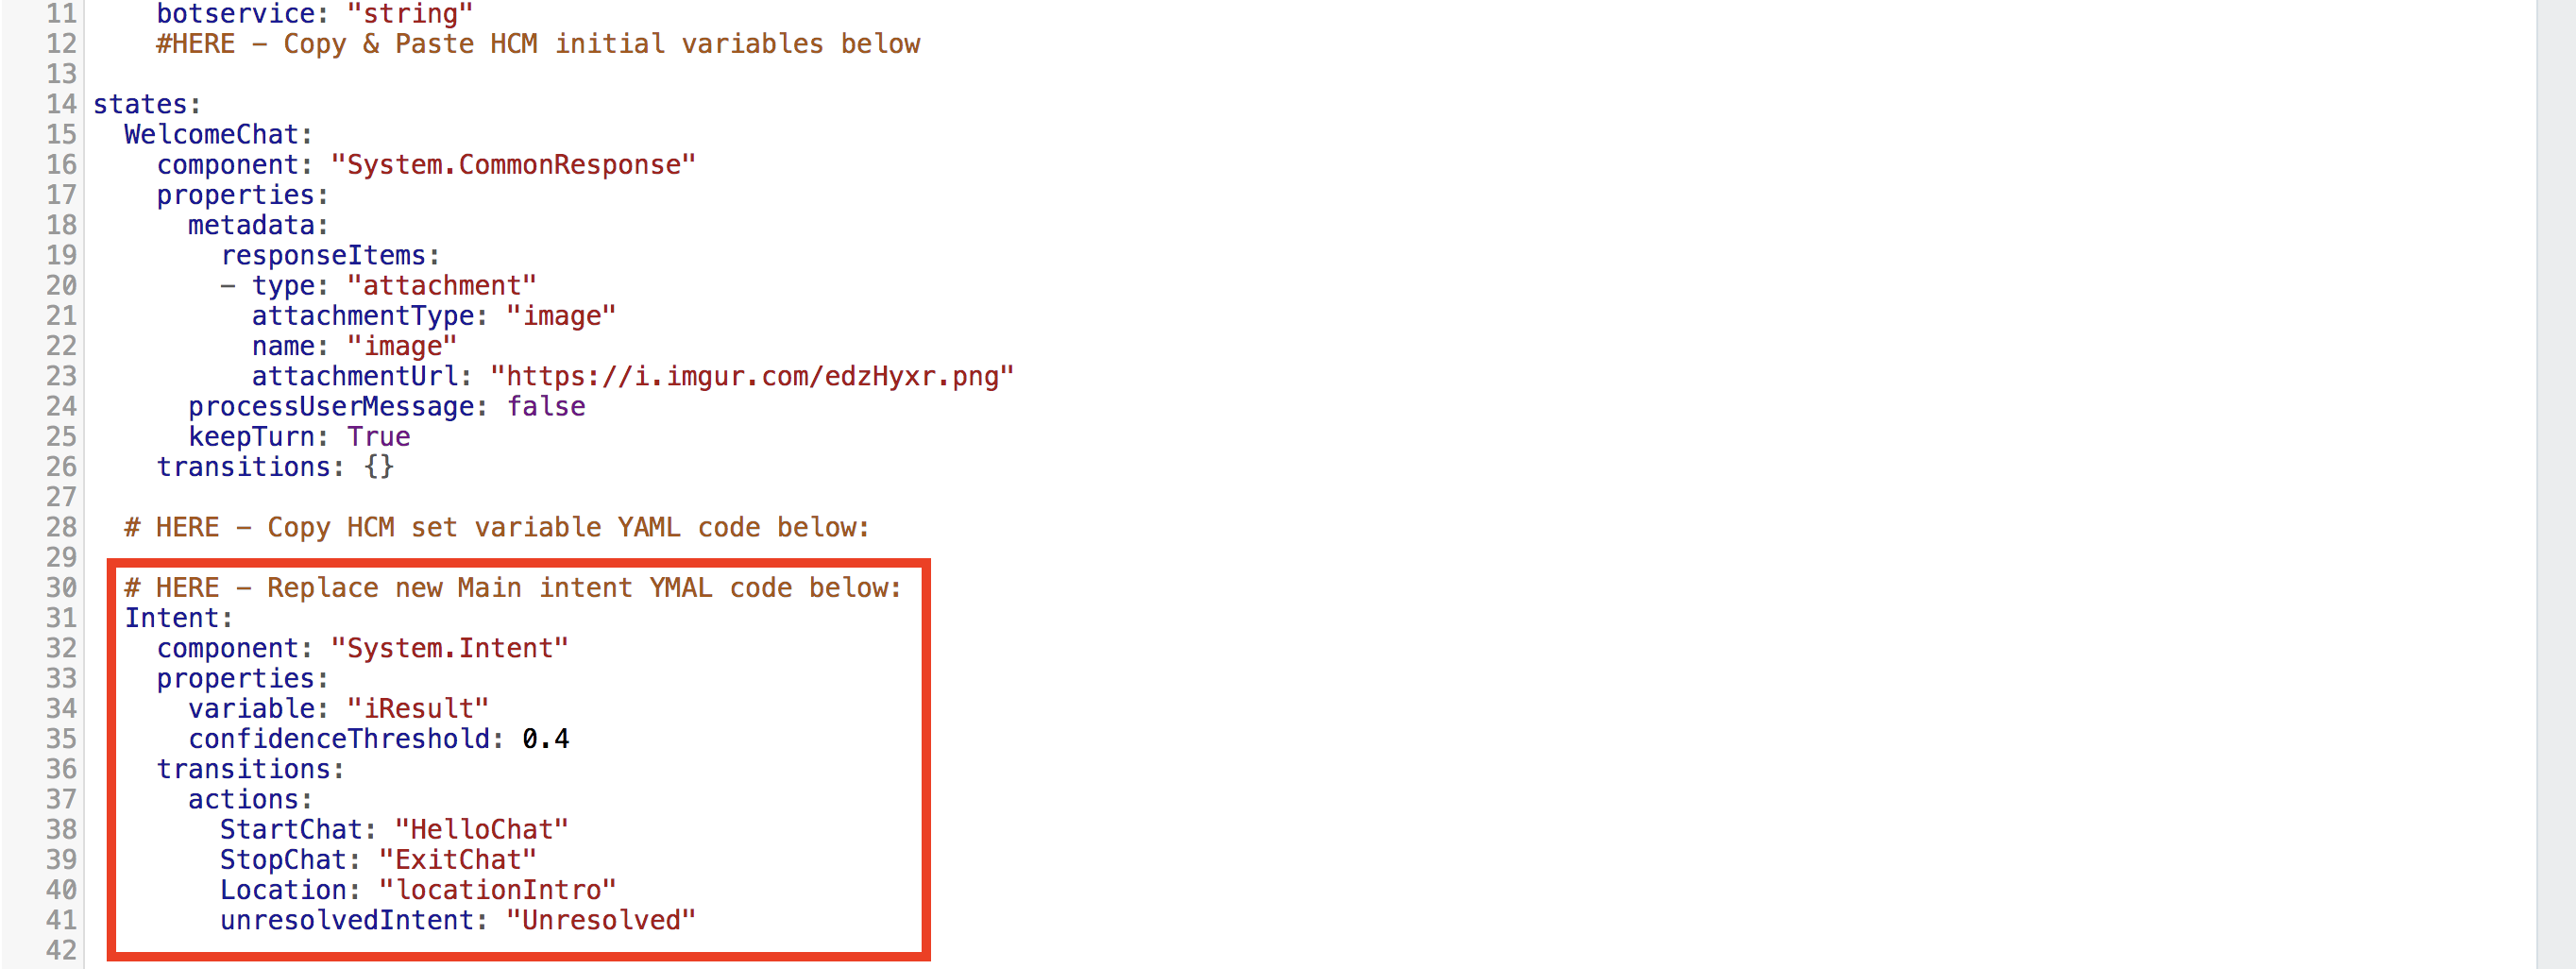 11 botservice: "string"
12 #HERE – Copy & Paste HCM initial variables below
13
14 states:
15 WelcomeChat:
16 component: "System.CommonResponse"
17 properties:
18 metadata:
19 responseItems:
20 – type: "attachment"
21 attachmentType: "image"
22 name: "image"
23 attachmentUrl: "https://i.imgur.com/edzHyxr.png"
24 processUserMessage: false
25 keepTurn: True
26 transitions: {}
27
28 # HERE – Copy HCM set variable YAML code below:
29
30 # HERE – Replace new Main intent YMAL code below:
31 Intent:
32 component: "System.Intent"
33 properties:
34 variable: "iResult"
35 confidenceThreshold: 0.4
36 transitions:
37 actions:
38 StartChat: "HelloChat"
39 StopChat: "ExitChat"
40 Location: "locationIntro"
41 unresolvedIntent: "Unresolved"
42